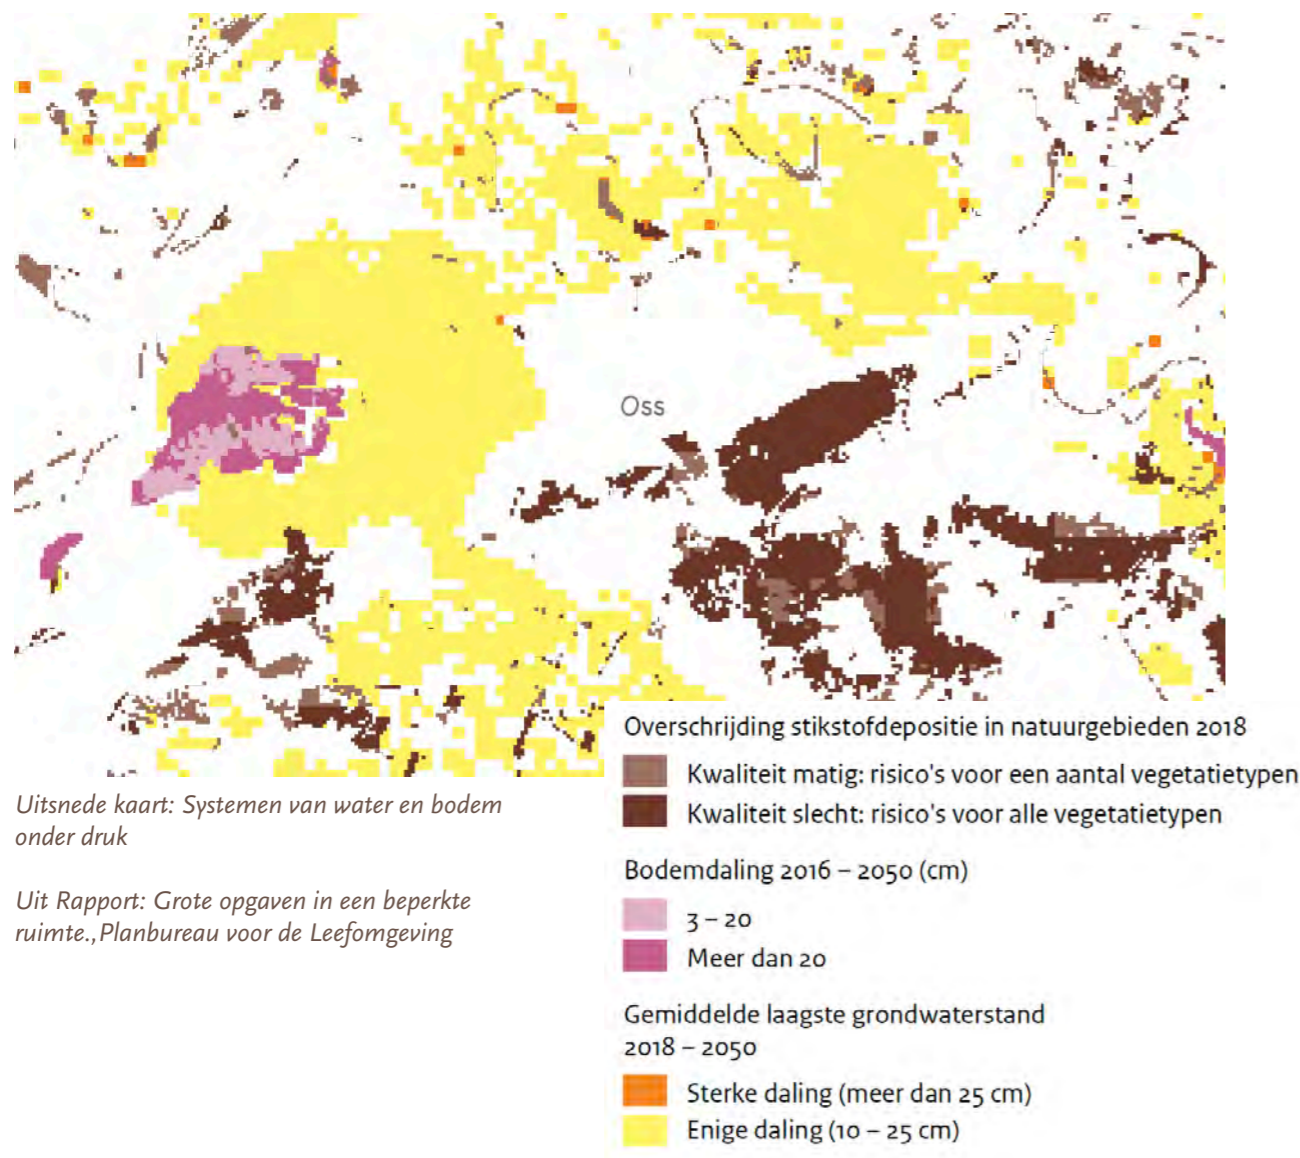 Oss
Overschrijding stikstofdepositie in natuurgebieden 2018
Kwaliteit matig: risico's voor een aantal vegetatietypen
Kwaliteit slecht: risico's voor alle vegetatietypen
Bodemdaling 2016 – 2050 (cm)
3 – 20
Meer dan 20
Gemiddelde laagste grondwaterstand
2018 – 2050
Sterke daling (meer dan 25 cm)
Enige daling (10 – 25 cm)
Uitsnede kaart: Systemen van water en bodem
onder druk
Uit Rapport: Grote opgaven in een beperkte
ruimte.,Planbureau voor de Leefomgeving